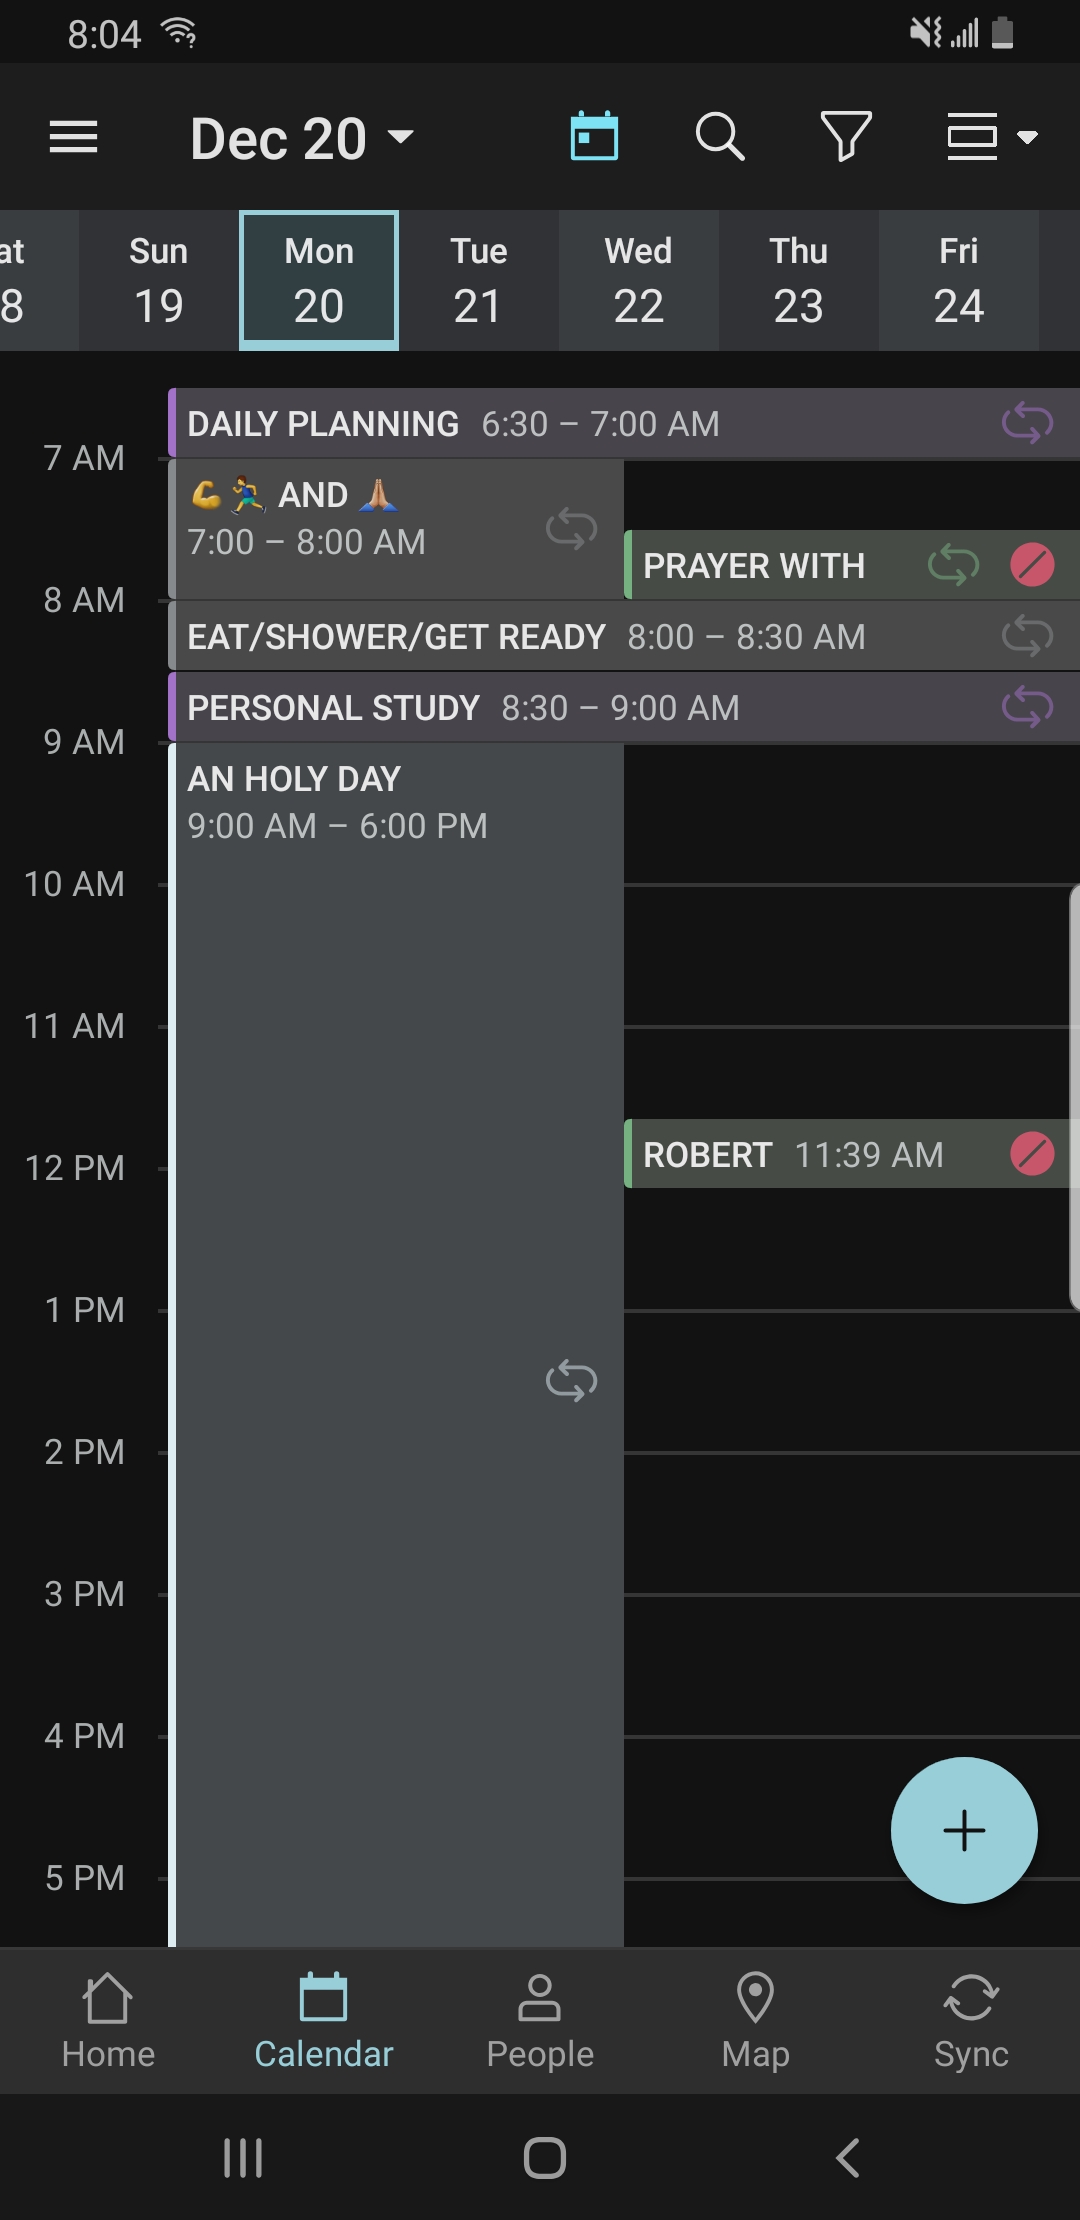 8:04
Dec 20
at
8
Sun
19
Mon
20
Tue
21
Wed
22
Thu
23
Fri
24
DAILY PLANNING 6:30 – 7:00 AM
7 AM
💪🏃‍♂️ AND 🙏
7:00 – 8:00 AM
PRAYER WITH
8 AM
EAT/SHOWER/GET READY 8:00 – 8:30 AM
PERSONAL STUDY 8:30 – 9:00 AM
9 AM
AN HOLY DAY
9:00 AM – 6:00 PM
10 AM
11 AM
ROBERT 11:39 AM
12 PM
1 PM
2 PM
3 PM
4 PM
5 PM
Home
Calendar
People
Map
Sync